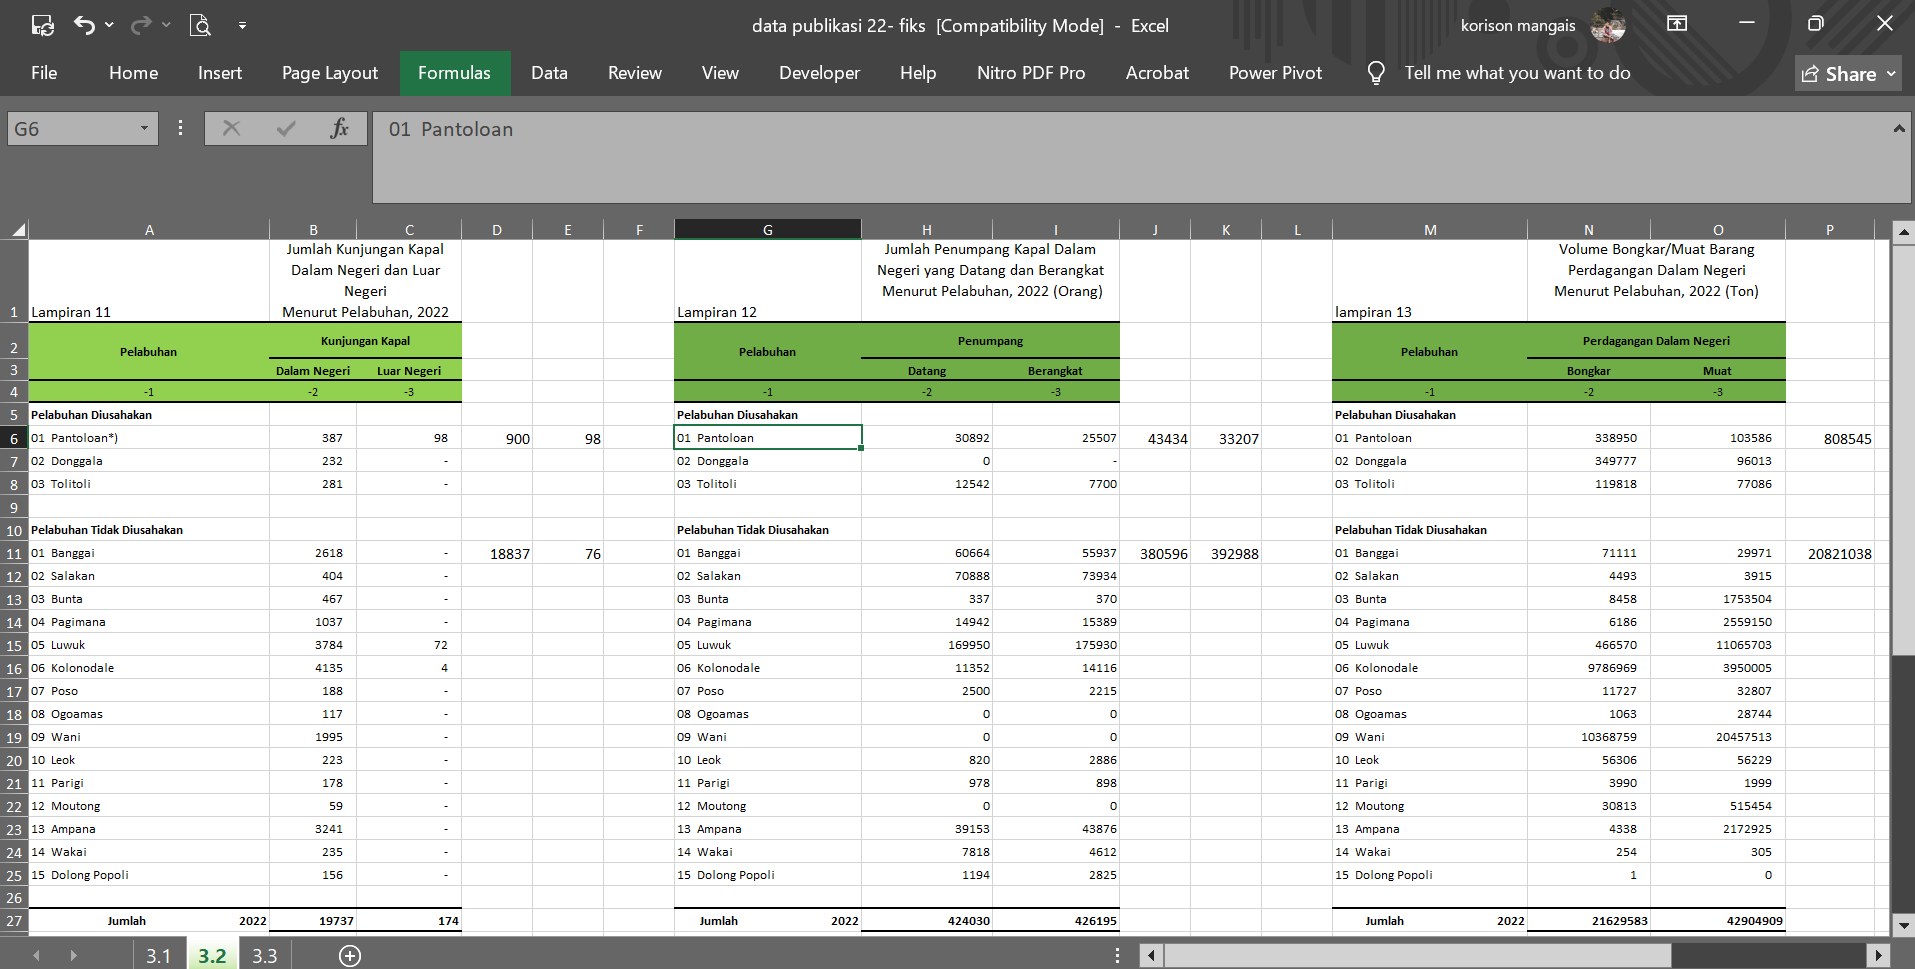 data publikasi 22- fiks  [Compatibility Mode]  -  Excel
korison mangais
File Home Insert Page Layout Formulas Data Review View Developer Help Nitro PDF Pro Acrobat Power Pivot Tell me what you want to do Share
G6 fx 01  Pantoloan
A B C D E F G H I J K L M N O P
Jumlah Kunjungan Kapal
Dalam Negeri dan Luar
Negeri
Menurut Pelabuhan, 2022
Jumlah Penumpang Kapal Dalam
Negeri yang Datang dan Berangkat
Menurut Pelabuhan, 2022 (Orang)
Volume Bongkar/Muat Barang
Perdagangan Dalam Negeri
Menurut Pelabuhan, 2022 (Ton)
1 Lampiran 11 Lampiran 12 lampiran 13
2 Pelabuhan Kunjungan Kapal Pelabuhan Penumpang Pelabuhan Perdagangan Dalam Negeri
3 Dalam Negeri Luar Negeri Datang Berangkat Bongkar Muat
4 -1 -2 -3 -1 -2 -3 -1 -2 -3
5 Pelabuhan Diusahakan Pelabuhan Diusahakan Pelabuhan Diusahakan
6 01 Pantoloan*) 387 98 900 98 01 Pantoloan 30892 25507 43434 33207 01 Pantoloan 338950 103586 808545
7 02 Donggala 232 - 02 Donggala 0 - 02 Donggala 349777 96013
8 03 Tolitoli 281 - 03 Tolitoli 12542 7700 03 Tolitoli 119818 77086
9
10 Pelabuhan Tidak Diusahakan Pelabuhan Tidak Diusahakan Pelabuhan Tidak Diusahakan
11 01 Banggai 2618 - 18837 76 01 Banggai 60664 55937 380596 392988 01 Banggai 71111 29971 20821038
12 02 Salakan 404 - 02 Salakan 70888 73934 02 Salakan 4493 3915
13 03 Bunta 467 - 03 Bunta 337 370 03 Bunta 8458 1753504
14 04 Pagimana 1037 - 04 Pagimana 14942 15389 04 Pagimana 6186 2559150
15 05 Luwuk 3784 72 05 Luwuk 169950 175930 05 Luwuk 466570 11065703
16 06 Kolonodale 4135 4 06 Kolonodale 11352 14116 06 Kolonodale 9786969 3950005
17 07 Poso 188 - 07 Poso 2500 2215 07 Poso 11727 32807
18 08 Ogoamas 117 - 08 Ogoamas 0 0 08 Ogoamas 1063 28744
19 09 Wani 1995 - 09 Wani 0 0 09 Wani 10368759 20457513
20 10 Leok 223 - 10 Leok 820 2886 10 Leok 56306 56229
21 11 Parigi 178 - 11 Parigi 978 898 11 Parigi 3990 1999
22 12 Moutong 59 - 12 Moutong 0 0 12 Moutong 30813 515454
23 13 Ampana 3241 - 13 Ampana 39153 43876 13 Ampana 4338 2172925
24 14 Wakai 235 - 14 Wakai 7818 4612 14 Wakai 254 305
25 15 Dolong Popoli 156 - 15 Dolong Popoli 1194 2825 15 Dolong Popoli 1 0
26
27 Jumlah 2022 19737 174 Jumlah 2022 424030 426195 Jumlah 2022 21629583 42904909
3.1 3.2 3.3